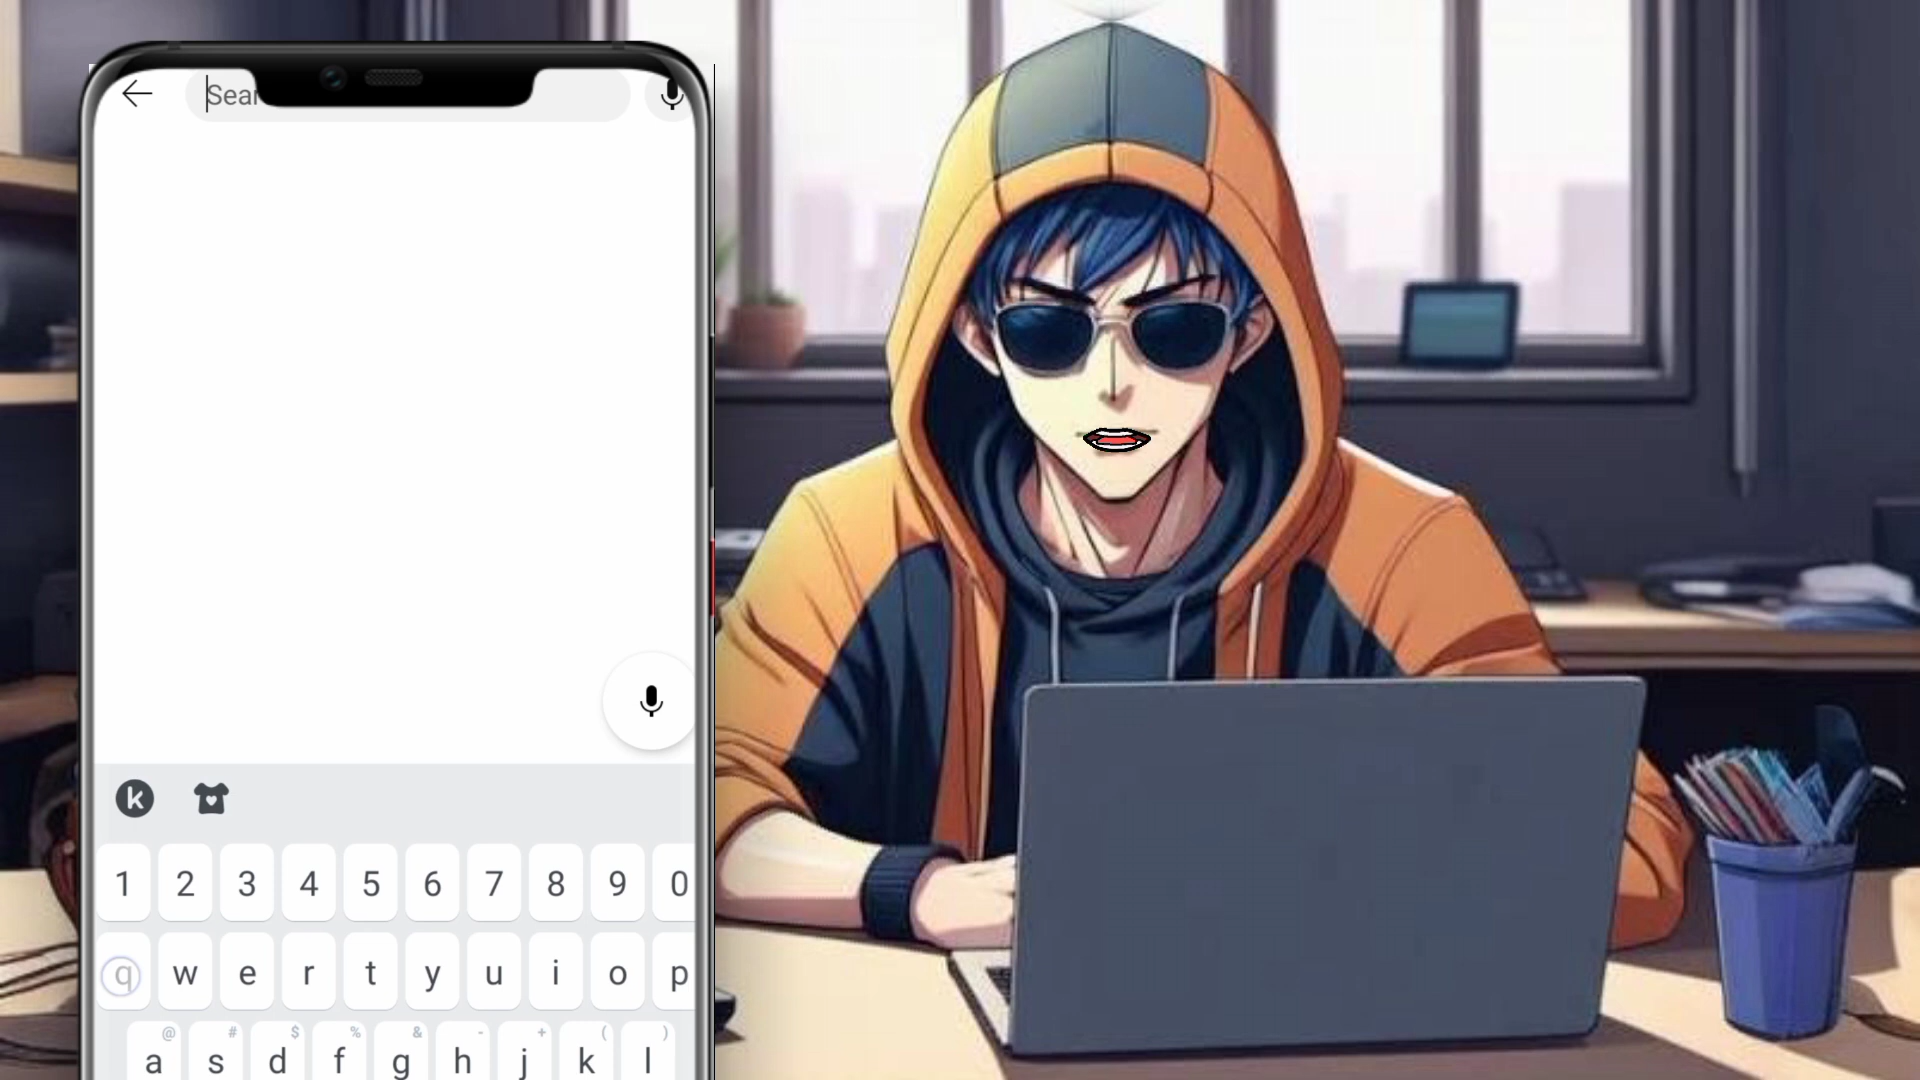 Sear
k
1 2 3 4 5 6 7 8 9 0
q w e r t y u i o p
@ # $ % & - + ( )
a s d f g h j k l